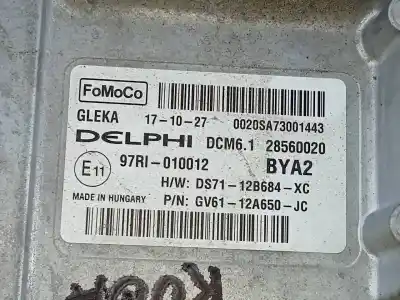 FoMoCo
GLEKA 17-10-27 0020SA73001443
DELPHI DCM6.1 28560020
E11 97RI-010012 BYA2
H/W: DS71-12B684-XC
MADE IN HUNGARY P/N: GV61-12A650-JC